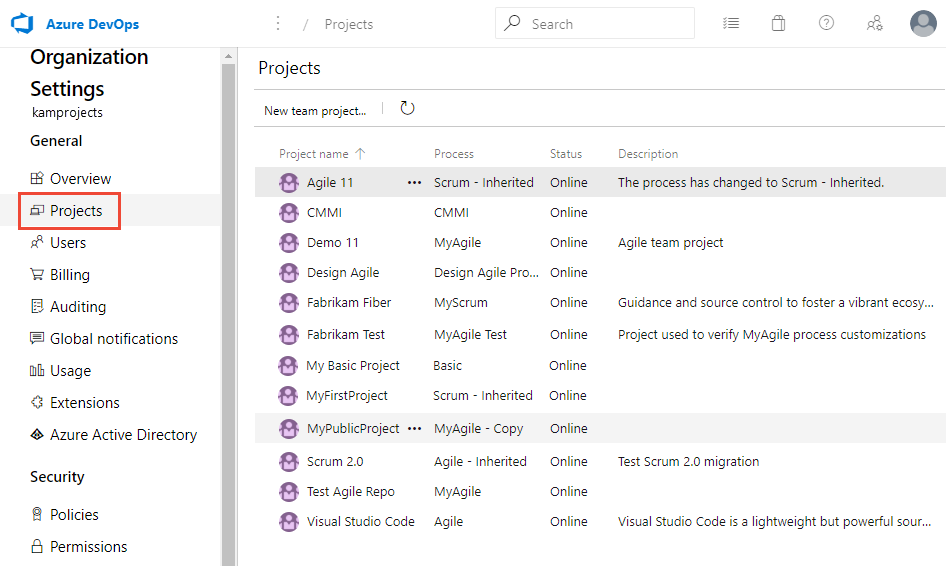 Azure DevOps
/ Projects
Search
Organization
Settings
kamprojects
General
Overview
Projects
Users
Billing
Auditing
Global notifications
Usage
Extensions
Azure Active Directory
Security
Policies
Permissions
Projects
New team project...
Project name Process Status Description
Agile 11 ••• Scrum - Inherited Online The process has changed to Scrum - Inherited.
CMMI CMMI Online
Demo 11 MyAgile Online Agile team project
Design Agile Design Agile Pro... Online
Fabrikam Fiber MyScrum Online Guidance and source control to foster a vibrant ecosy...
Fabrikam Test MyAgile Test Online Project used to verify MyAgile process customizations
My Basic Project Basic Online
MyFirstProject Scrum - Inherited Online
MyPublicProject ••• MyAgile - Copy Online
Scrum 2.0 Agile - Inherited Online Test Scrum 2.0 migration
Test Agile Repo MyAgile Online
Visual Studio Code Agile Online Visual Studio Code is a lightweight but powerful sour...